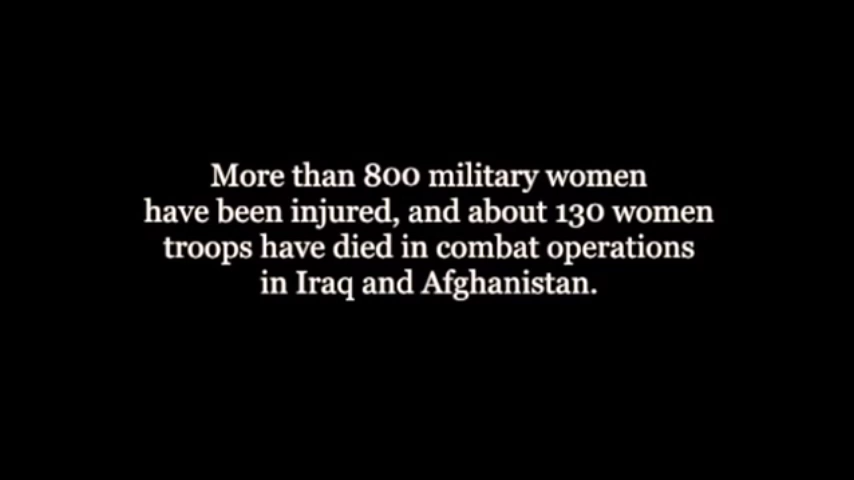 More than 800 military women
have been injured, and about 130 women
troops have died in combat operations
in Iraq and Afghanistan.